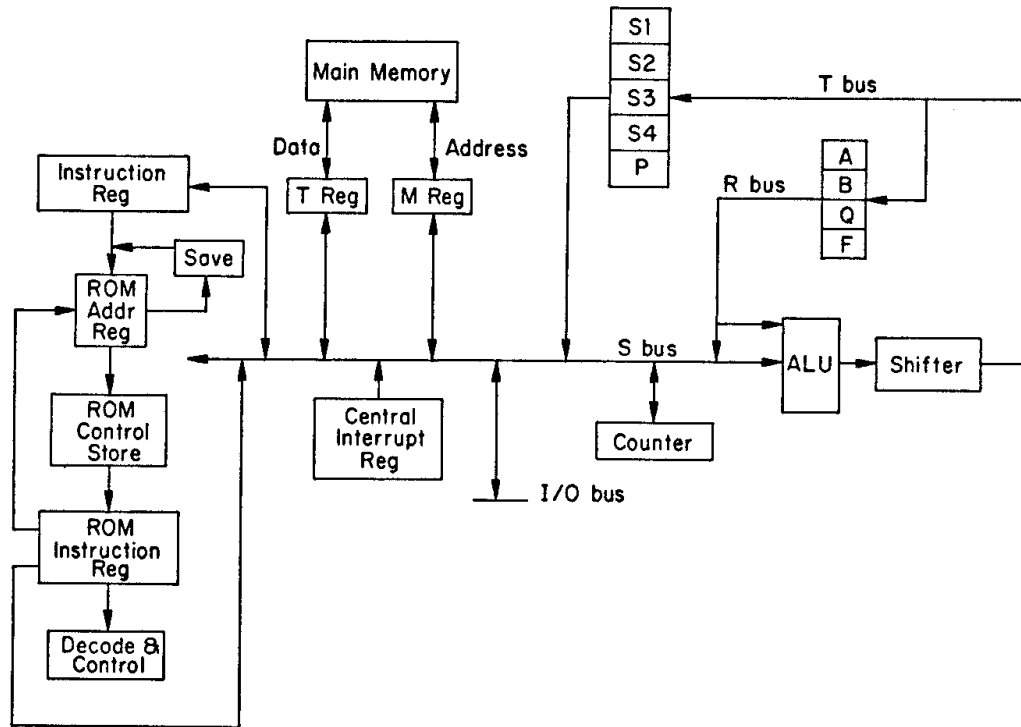 S1
S2
S3
S4
P
Main Memory
T bus
Data
Address
A
B
Q
F
R bus
Instruction
Reg
T Reg
M Reg
Save
ROM
Addr
Reg
S bus
ALU
Shifter
ROM
Control
Store
Central
Interrupt
Reg
Counter
I/O bus
ROM
Instruction
Reg
Decode &
Control